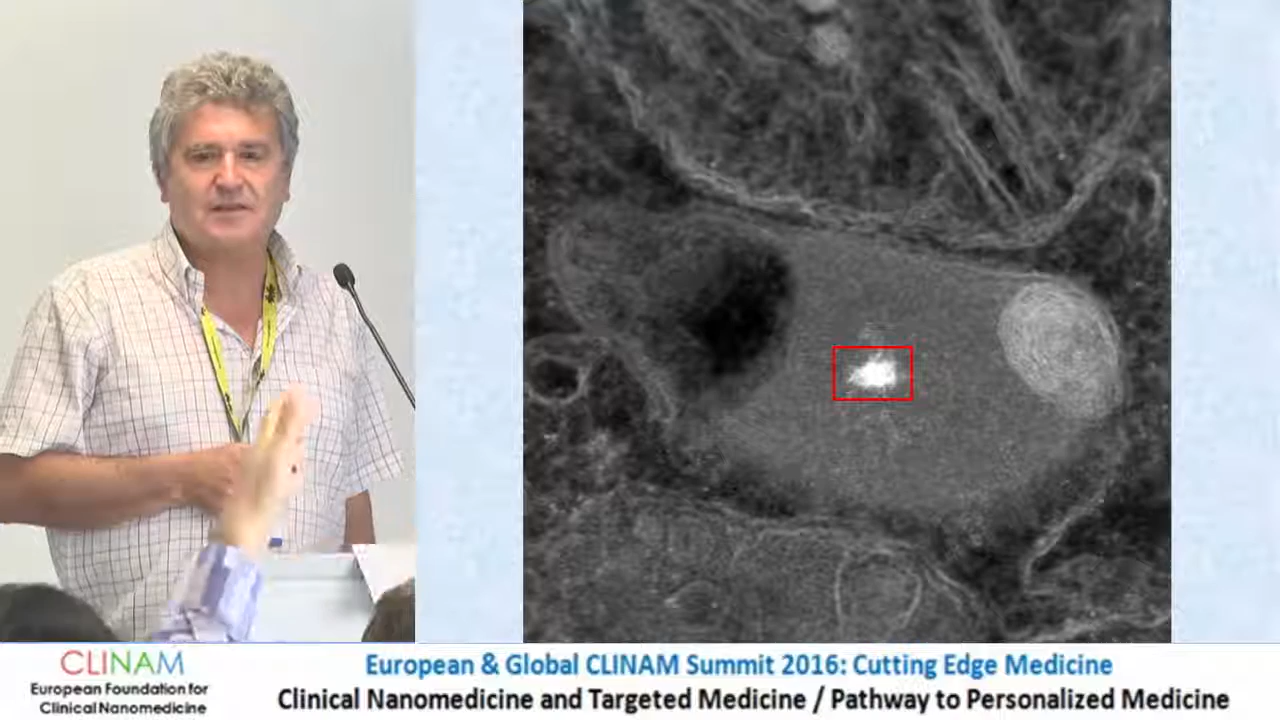 CLINAM
European Foundation for
Clinical Nanomedicine
European & Global CLINAM Summit 2016: Cutting Edge Medicine
Clinical Nanomedicine and Targeted Medicine / Pathway to Personalized Medicine